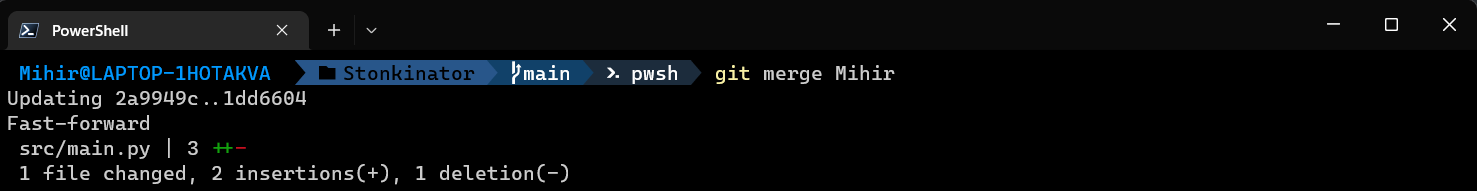 PowerShell
Mihir@LAPTOP-1HOTAKVA Stonkinator main pwsh git merge Mihir
Updating 2a9949c..1dd6604
Fast-forward
src/main.py | 3 ++-
1 file changed, 2 insertions(+), 1 deletion(-)